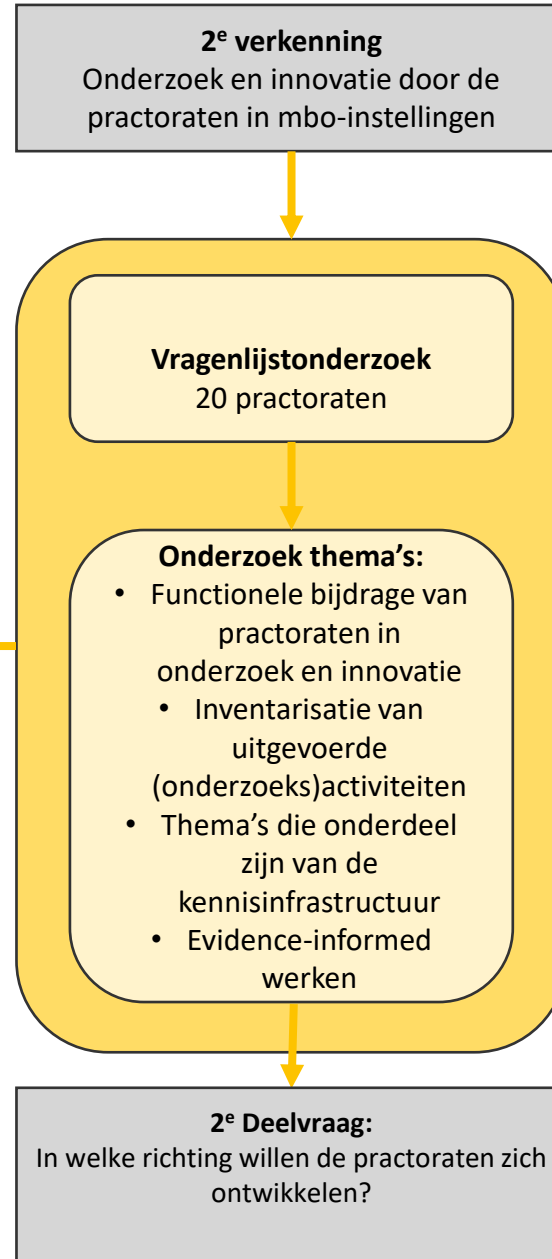 2e verkenning
Onderzoek en innovatie door de
practoraten in mbo-instellingen
Vragenlijstonderzoek
20 practoraten
Onderzoek thema's:
• Functionele bijdrage van
practoraten in
onderzoek en innovatie
• Inventarisatie van
uitgevoerde
(onderzoeks)activiteiten
• Thema's die onderdeel
zijn van de
kennisinfrastructuur
• Evidence-informed
werken
2e Deelvraag:
In welke richting willen de practoraten zich
ontwikkelen?